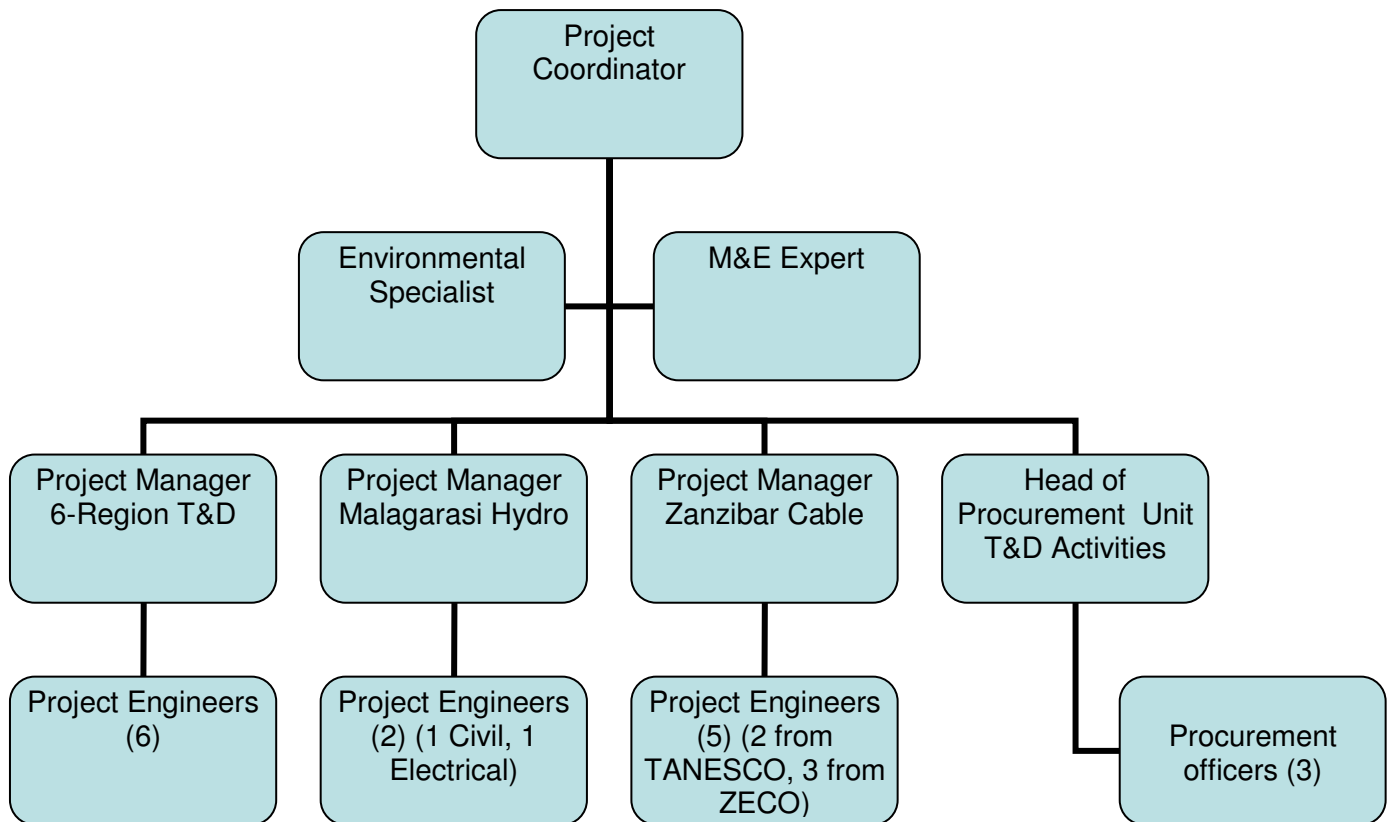 Project
Coordinator
Environmental
Specialist
M&E Expert
Project Manager
6-Region T&D
Project Manager
Malagarasi Hydro
Project Manager
Zanzibar Cable
Head of
Procurement Unit
T&D Activities
Project Engineers
(6)
Project Engineers
(2) (1 Civil, 1
Electrical)
Project Engineers
(5) (2 from
TANESCO, 3 from
ZECO)
Procurement
officers (3)